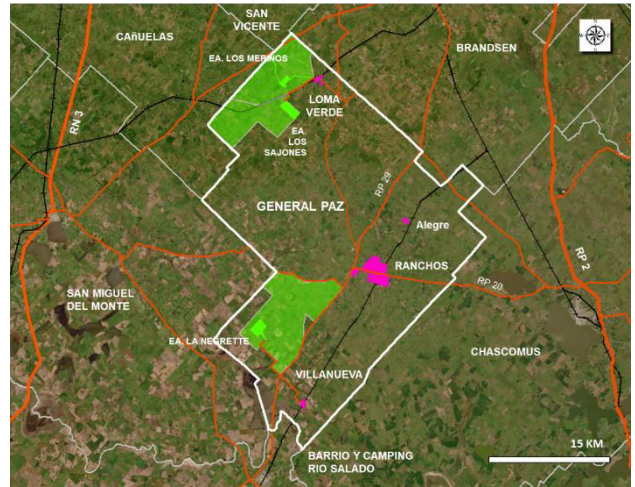 SAN
VICENTE
CAñUELAS
BRANDSEN
EA. LOS MERINOS
LOMA
VERDE
EA.
LOS
SAJONES
RN 3
RP 29
GENERAL PAZ
Alegre
RANCHOS
RP 2
RP 20
SAN MIGUEL
DEL MONTE
EA. LA NEGRETTE
CHASCOMUS
VILLANUEVA
BARRIO Y CAMPING
RIO SALADO
15 KM